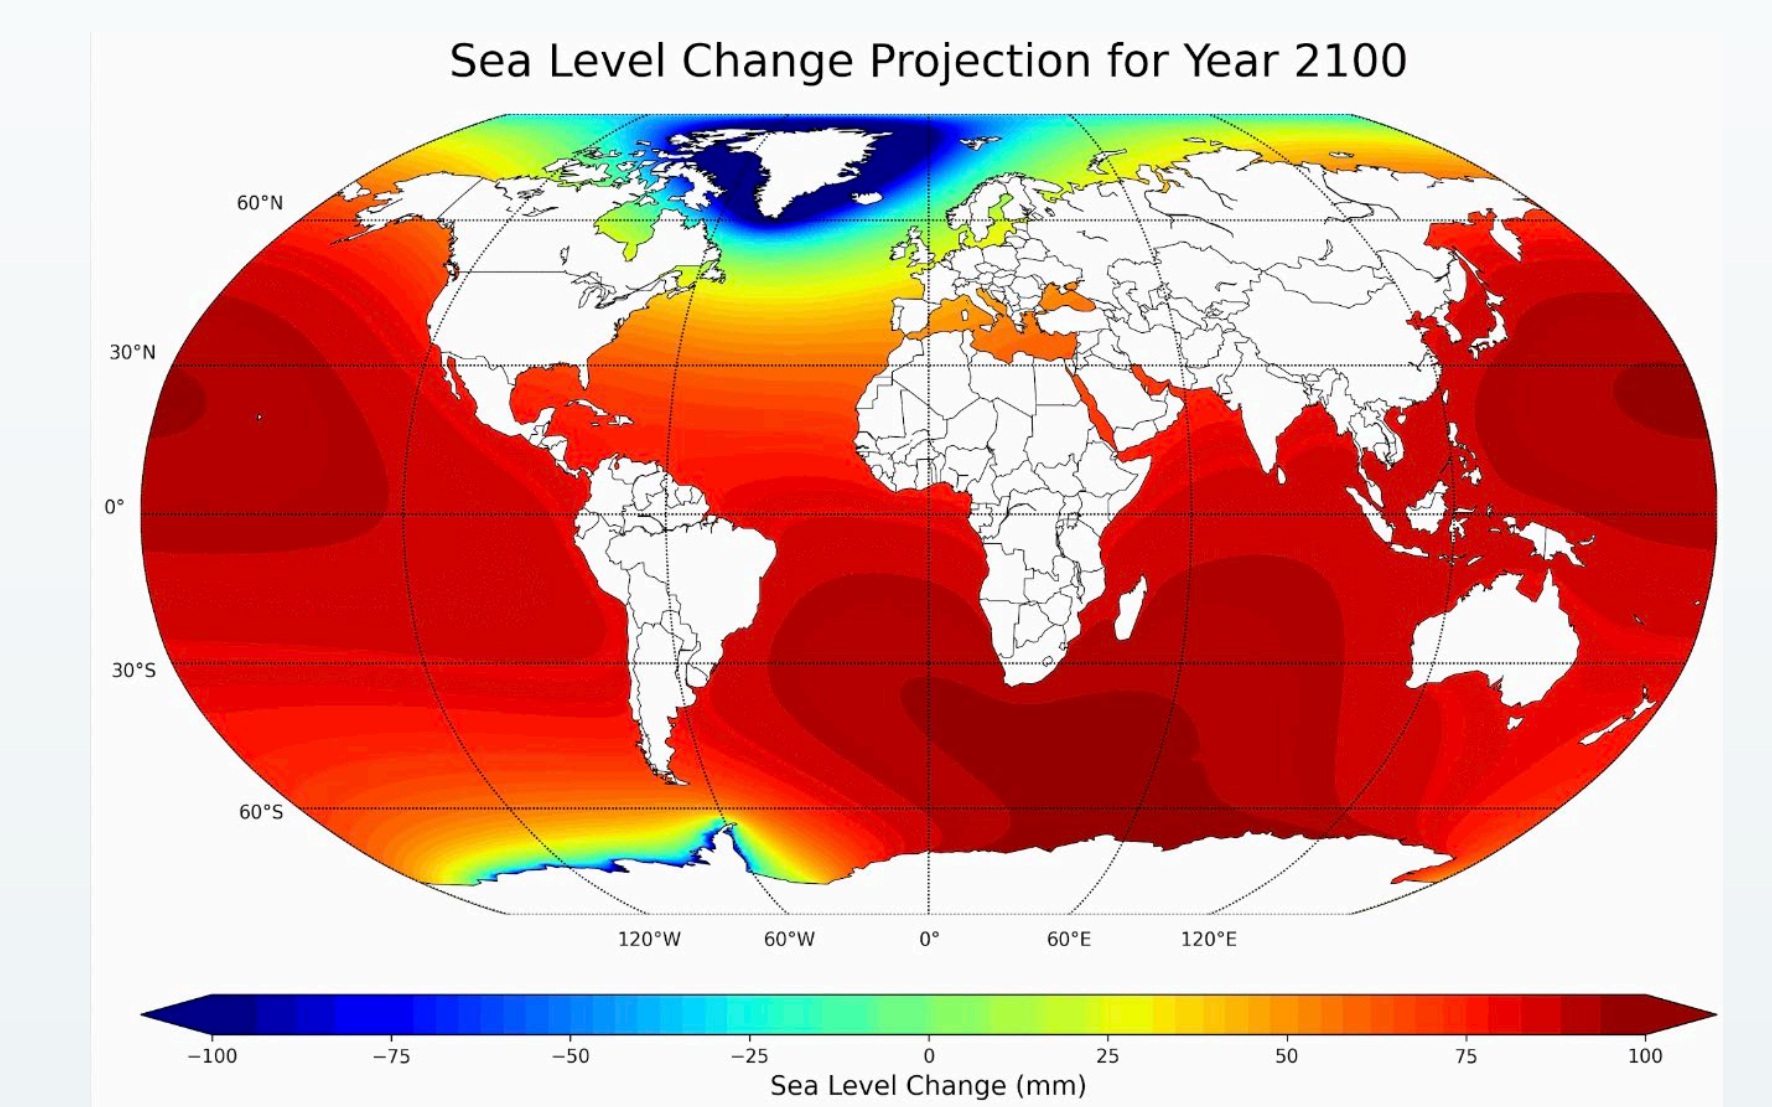 Sea Level Change Projection for Year 2100
60°N
30°N
0°
30°S
60°S
120°W 60°W 0° 60°E 120°E
−100 −75 −50 −25 0 25 50 75 100
Sea Level Change (mm)